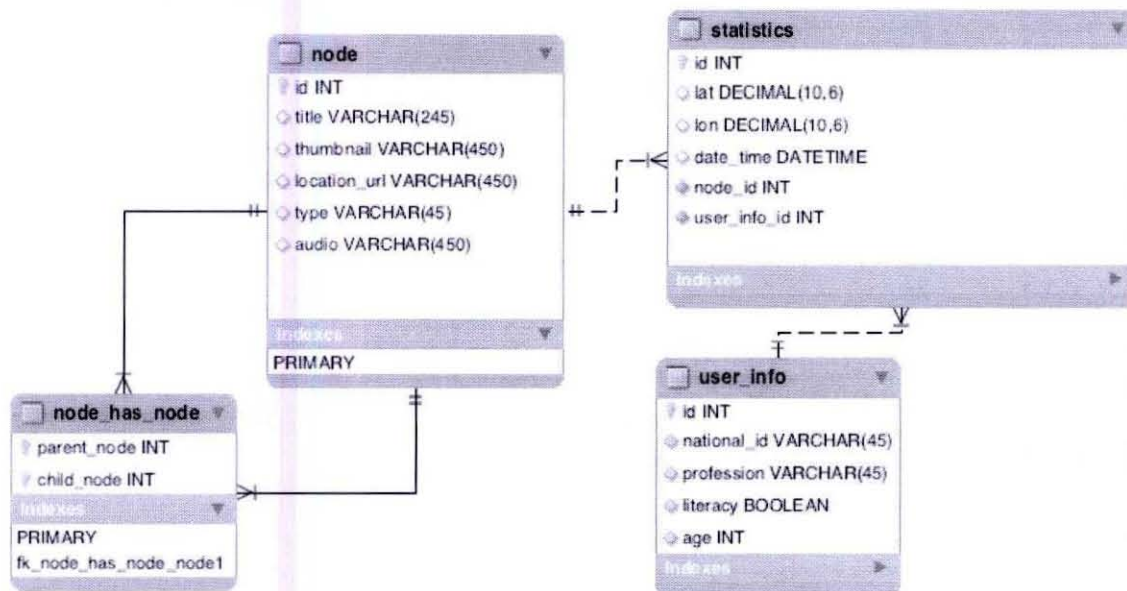 node
id INT
title VARCHAR(245)
thumbnail VARCHAR(450)
location_url VARCHAR(450)
type VARCHAR(45)
audio VARCHAR(450)
Indexes
PRIMARY
statistics
id INT
lat DECIMAL(10,6)
lon DECIMAL(10,6)
date_time DATETIME
node_id INT
user_info_id INT
Indexes
node_has_node
parent_node INT
child_node INT
Indexes
PRIMARY
fk_node_has_node_node1
user_info
id INT
national_id VARCHAR(45)
profession VARCHAR(45)
literacy BOOLEAN
age INT
Indexes